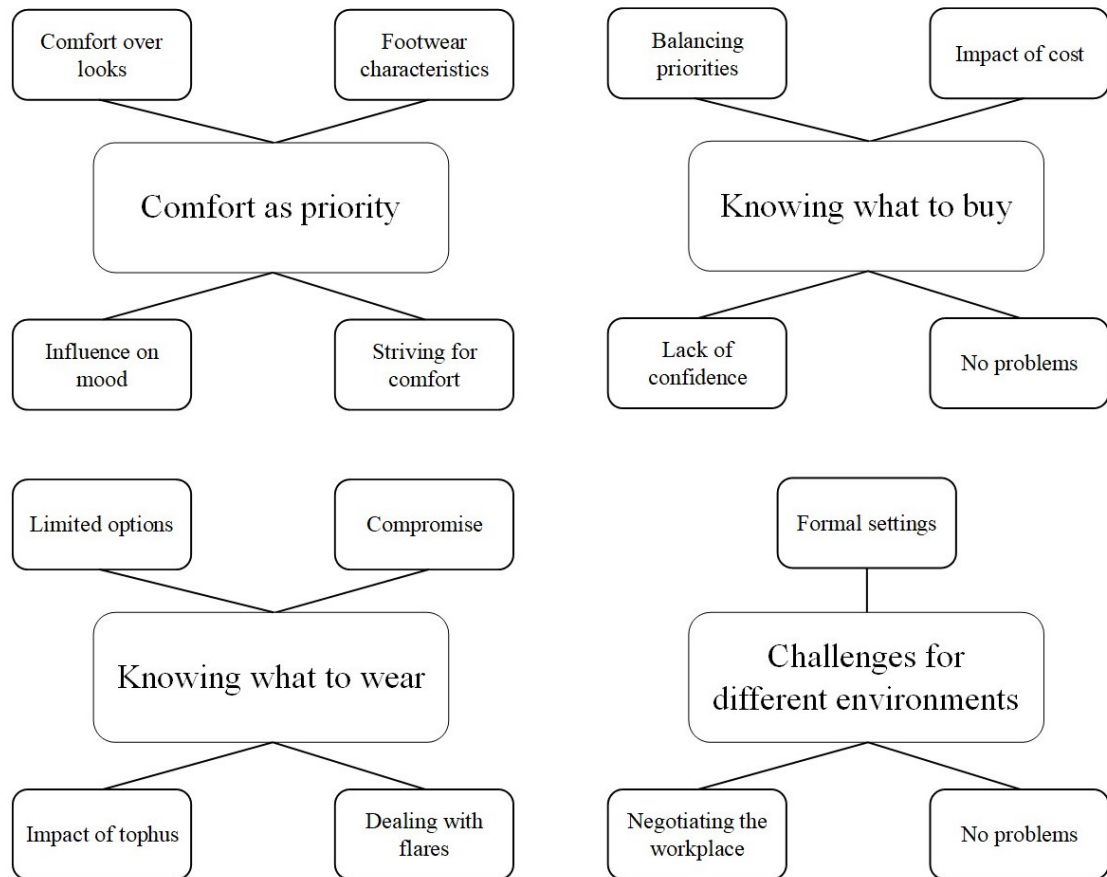 Comfort over
looks
Footwear
characteristics
Comfort as priority
Influence on
mood
Striving for
comfort
Balancing
priorities
Impact of cost
Knowing what to buy
Lack of
confidence
No problems
Limited options
Compromise
Knowing what to wear
Impact of tophus
Dealing with
flares
Formal settings
Challenges for
different environments
Negotiating the
workplace
No problems